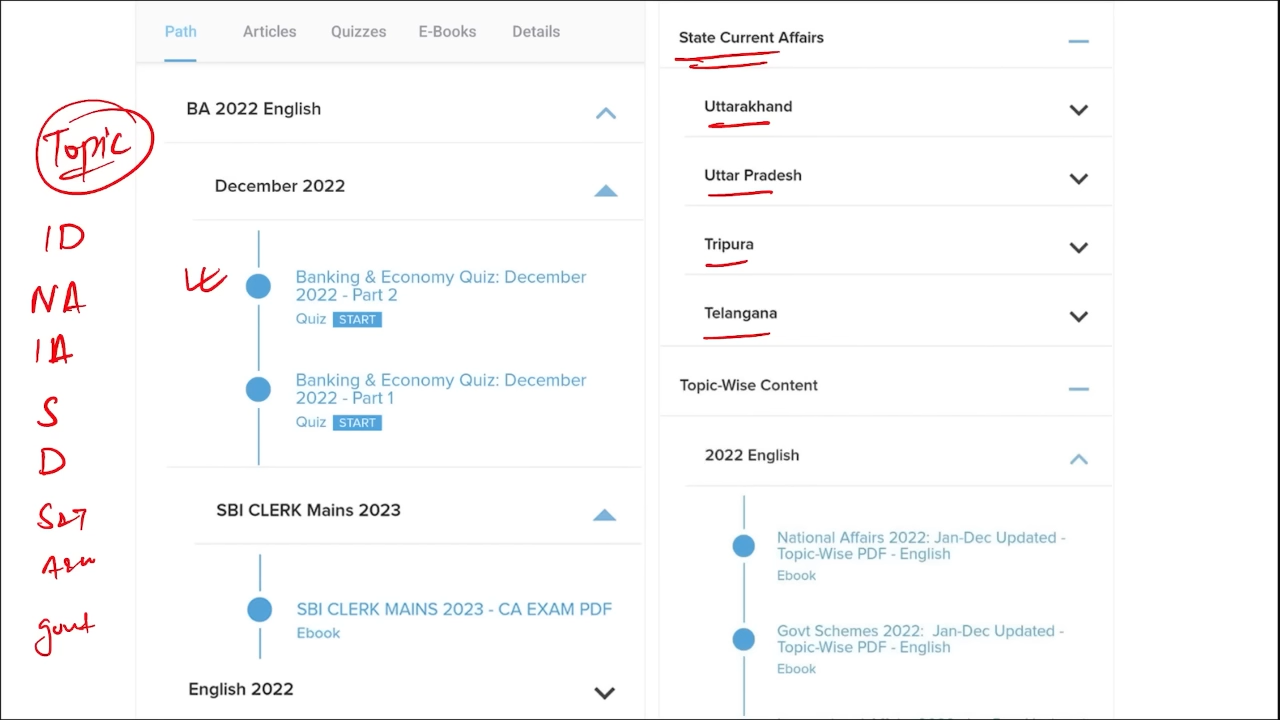 Path Articles Quizzes E-Books Details
BA 2022 English
December 2022
Banking & Economy Quiz: December
2022 - Part 2
Quiz START
Banking & Economy Quiz: December
2022 - Part 1
Quiz START
SBI CLERK Mains 2023
SBI CLERK MAINS 2023 - CA EXAM PDF
Ebook
English 2022
Topic
ID
NA
IA
S
D
S&T
A&H
govt
State Current Affairs
Uttarakhand
Uttar Pradesh
Tripura
Telangana
Topic-Wise Content
2022 English
National Affairs 2022: Jan-Dec Updated -
Topic-Wise PDF - English
Ebook
Govt Schemes 2022: Jan-Dec Updated -
Topic-Wise PDF - English
Ebook